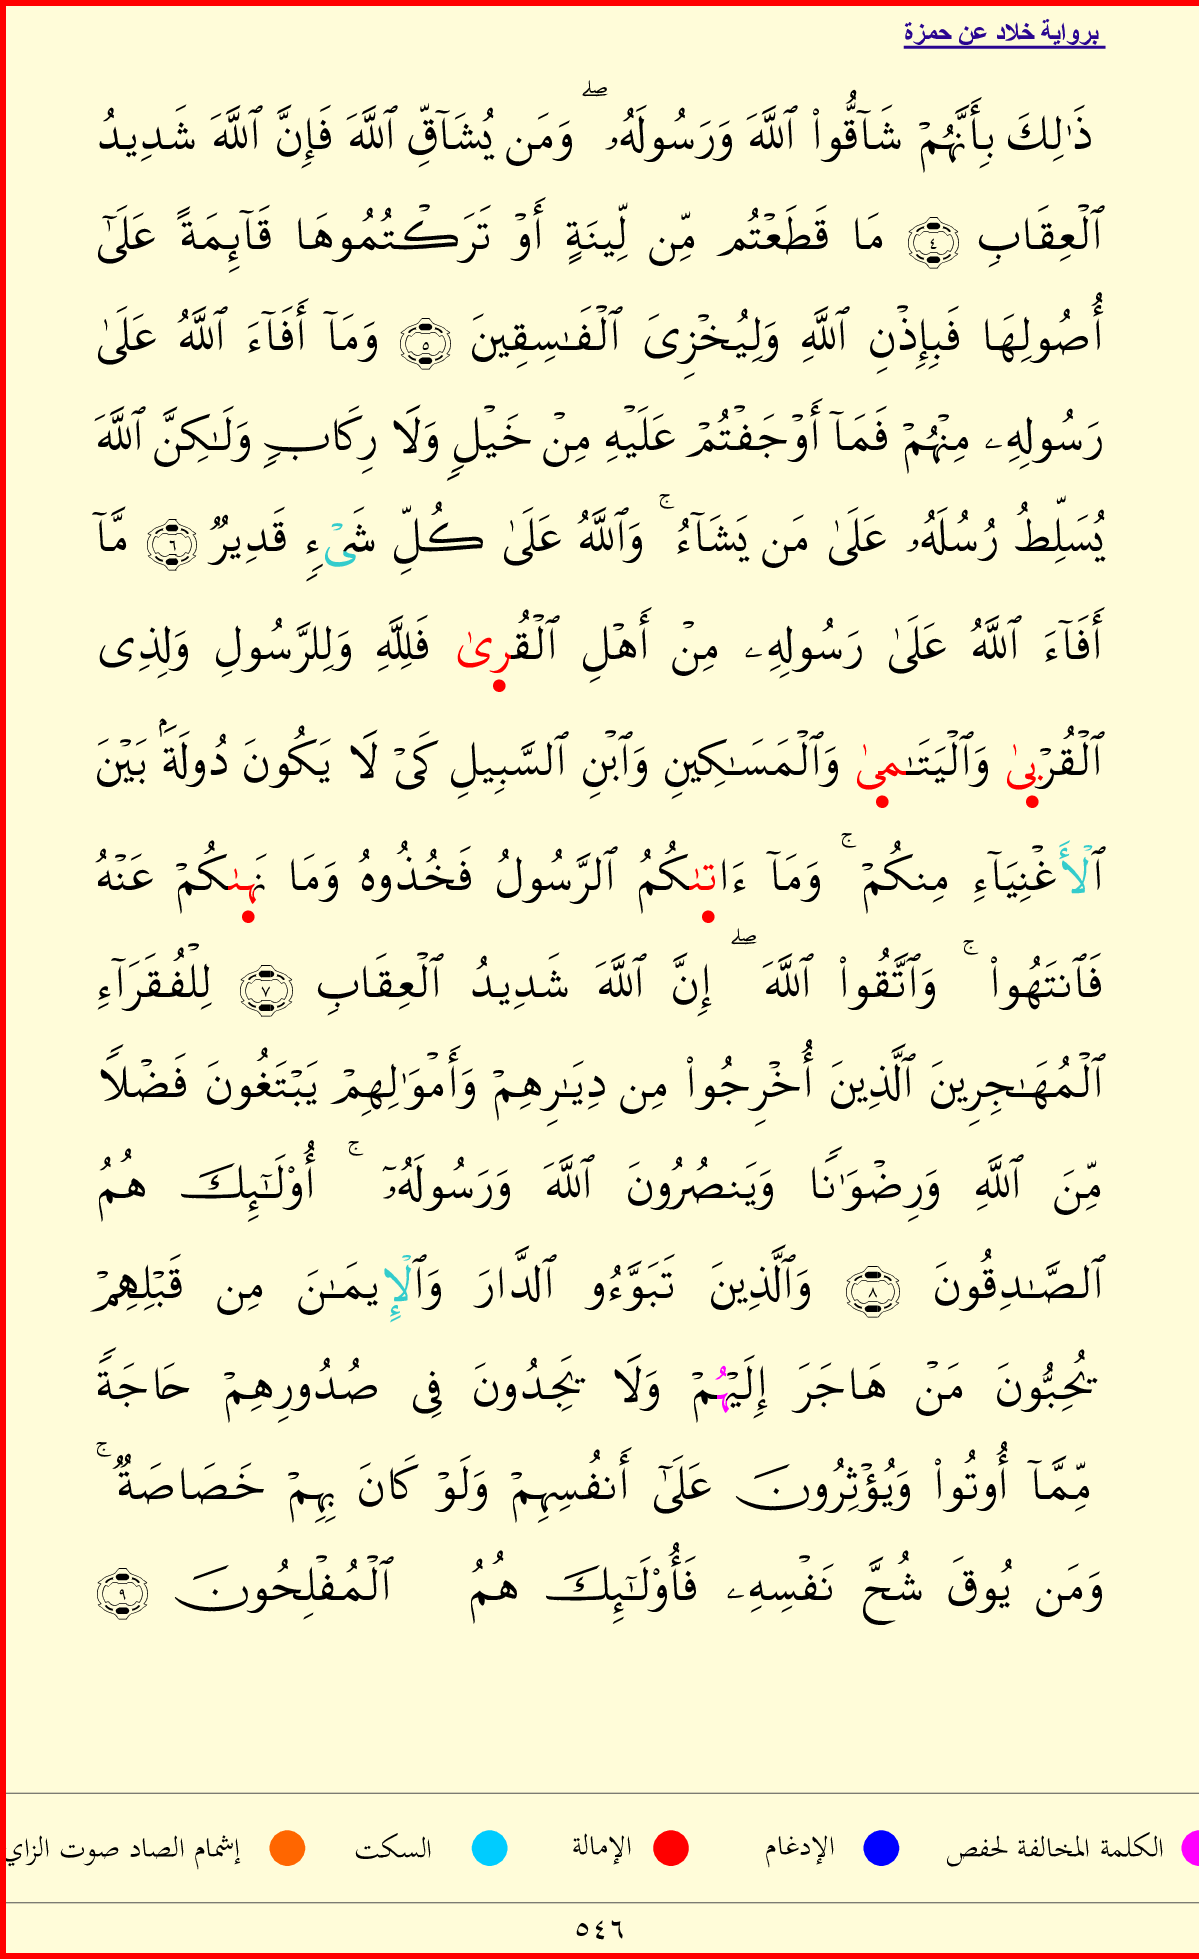 برواية خلاد عن حمزة
ذَٰلِكَ بِأَنَّهُمۡ شَآقُّواْ ٱللَّهَ وَرَسُولَهُۥۖ وَمَن يُشَآقِّ ٱللَّهَ فَإِنَّ ٱللَّهَ شَدِيدُ
ٱلۡعِقَابِ ٤ مَا قَطَعۡتُم مِّن لِّينَةٍ أَوۡ تَرَكۡتُمُوهَا قَآئِمَةً عَلَىٰٓ
أُصُولِهَا فَبِإِذۡنِ ٱللَّهِ وَلِيُخۡزِىَ ٱلۡفَٰسِقِينَ ٥ وَمَآ أَفَآءَ ٱللَّهُ عَلَىٰ
رَسُولِهِۦ مِنۡهُمۡ فَمَآ أَوۡجَفۡتُمۡ عَلَيۡهِ مِنۡ خَيۡلٍ وَلَا رِكَابٍ وَلَٰكِنَّ ٱللَّهَ
يُسَلِّطُ رُسُلَهُۥ عَلَىٰ مَن يَشَآءُۚ وَٱللَّهُ عَلَىٰ كُلِّ شَىۡءٍ قَدِيرٌ ٦ مَّآ
أَفَآءَ ٱللَّهُ عَلَىٰ رَسُولِهِۦ مِنۡ أَهۡلِ ٱلۡقُرِىٰ فَلِلَّهِ وَلِلرَّسُولِ وَلِذِى
ٱلۡقُرۡبىٰ وَٱلۡيَتَٰمىٰ وَٱلۡمَسَٰكِينِ وَٱبۡنِ ٱلسَّبِيلِ كَىۡ لَا يَكُونَ دُولَةَۢ بَيۡنَ
ٱلۡأَغۡنِيَآءِ مِنكُمۡۚ وَمَآ ءَاتىٰكُمُ ٱلرَّسُولُ فَخُذُوهُ وَمَا نَهىٰكُمۡ عَنۡهُ
فَٱنتَهُواْۚ وَٱتَّقُواْ ٱللَّهَۖ إِنَّ ٱللَّهَ شَدِيدُ ٱلۡعِقَابِ ٧ لِلۡفُقَرَآءِ
ٱلۡمُهَٰجِرِينَ ٱلَّذِينَ أُخۡرِجُواْ مِن دِيَٰرِهِمۡ وَأَمۡوَٰلِهِمۡ يَبۡتَغُونَ فَضۡلًا
مِّنَ ٱللَّهِ وَرِضۡوَٰنًا وَيَنصُرُونَ ٱللَّهَ وَرَسُولَهُۥٓۚ أُوْلَٰٓئِكَ هُمُ
ٱلصَّٰدِقُونَ ٨ وَٱلَّذِينَ تَبَوَّءُو ٱلدَّارَ وَٱلۡإِيمَٰنَ مِن قَبۡلِهِمۡ
يُحِبُّونَ مَنۡ هَاجَرَ إِلَيۡهُمۡ وَلَا يَجِدُونَ فِى صُدُورِهِمۡ حَاجَةً
مِّمَّآ أُوتُواْ وَيُؤۡثِرُونَ عَلَىٰٓ أَنفُسِهِمۡ وَلَوۡ كَانَ بِهِمۡ خَصَاصَةٌۚ
وَمَن يُوقَ شُحَّ نَفۡسِهِۦ فَأُوْلَٰٓئِكَ هُمُ ٱلۡمُفۡلِحُونَ ٩
الكلمة المخالفة لحفص الإدغام الإمالة السكت إشمام الصاد صوت الزاي
٥٤٦